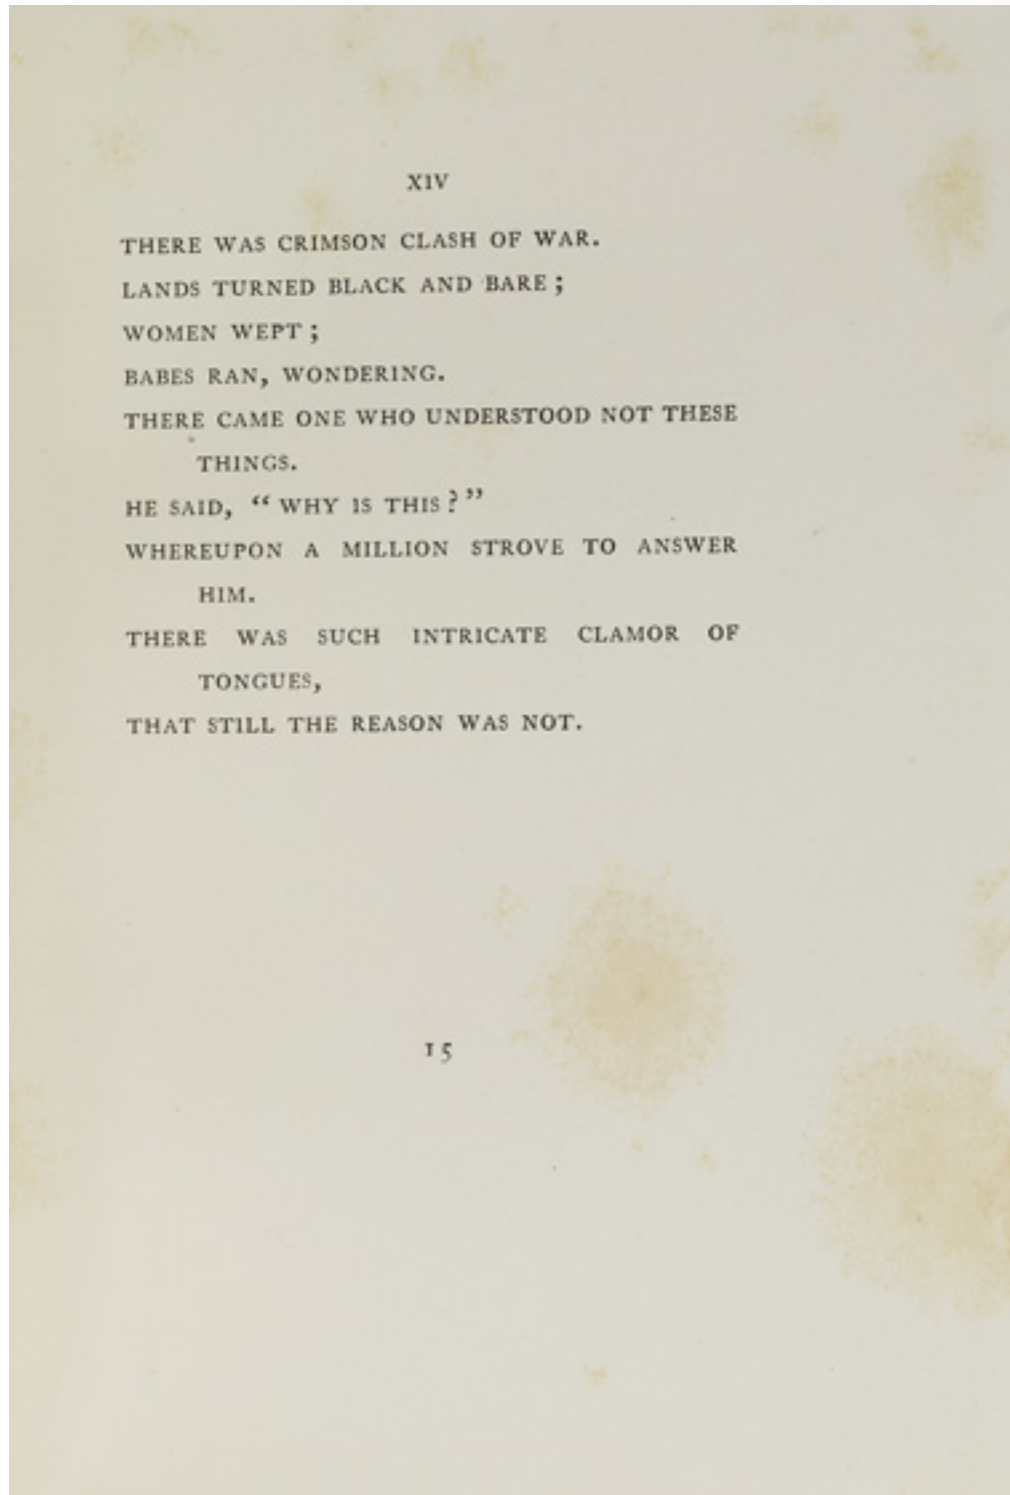 XIV
THERE WAS CRIMSON CLASH OF WAR.
LANDS TURNED BLACK AND BARE ;
WOMEN WEPT ;
BABES RAN, WONDERING.
THERE CAME ONE WHO UNDERSTOOD NOT THESE
THINGS.
HE SAID, “ WHY IS THIS ? ”
WHEREUPON A MILLION STROVE TO ANSWER
HIM.
THERE WAS SUCH INTRICATE CLAMOR OF
TONGUES,
THAT STILL THE REASON WAS NOT.
15